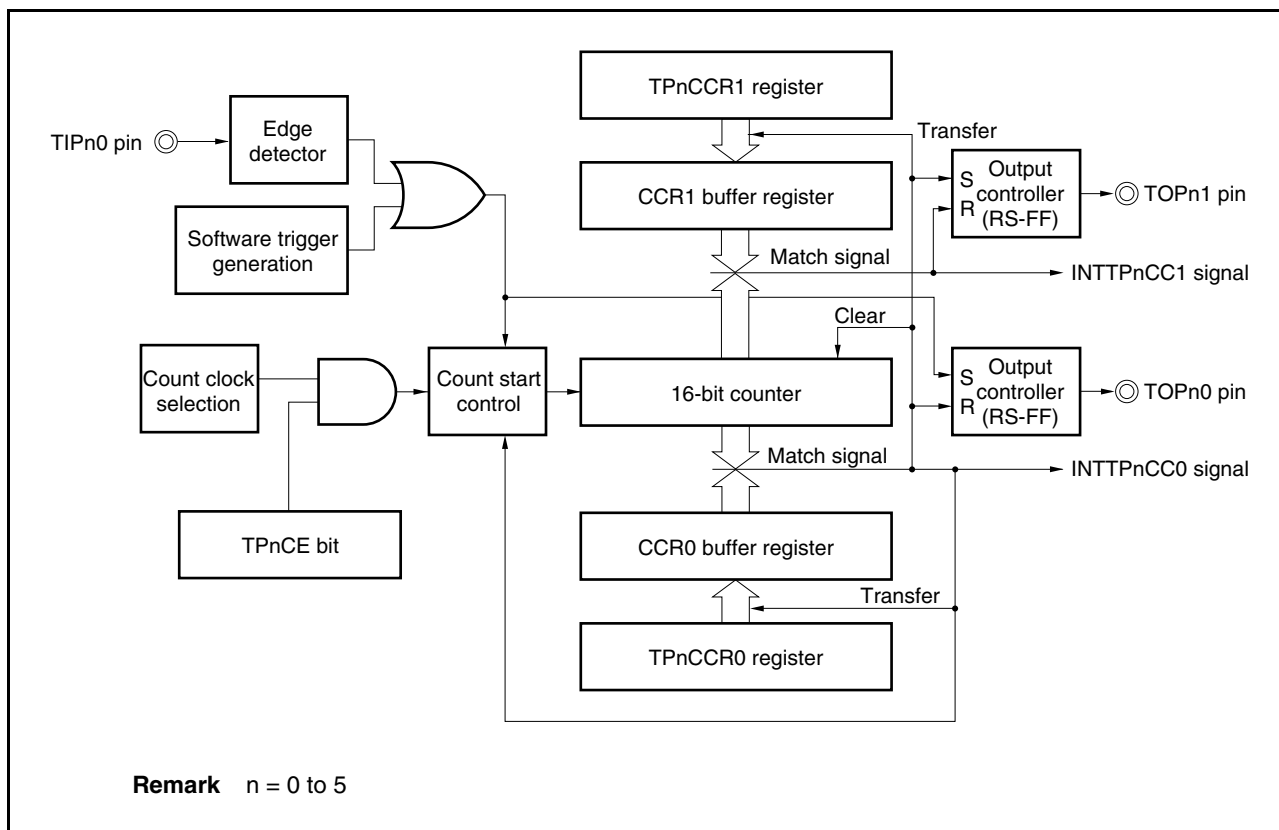 TPnCCR1 register
TIPn0 pin
Edge
detector
Transfer
CCR1 buffer register
S
R
Output
controller
(RS-FF)
TOPn1 pin
Software trigger
generation
Match signal
INTTPnCC1 signal
Clear
Count clock
selection
Count start
control
16-bit counter
S
R
Output
controller
(RS-FF)
TOPn0 pin
Match signal
INTTPnCC0 signal
TPnCE bit
CCR0 buffer register
Transfer
TPnCCR0 register
Remark n = 0 to 5